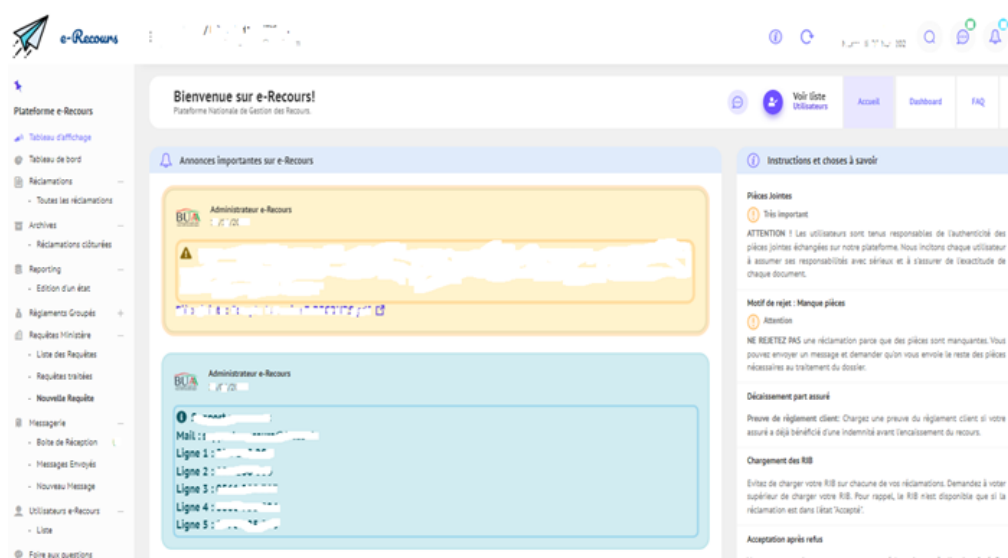 e-Recours
Plateforme e-Recours
Tableau d'affichage
Tableau de bord
Réclamations
- Toutes les réclamations
Archives
- Réclamations clôturées
Reporting
- Edition d'un état
Règlements Groupés
Requêtes Ministère
- Liste des Requêtes
- Requêtes traitées
- Nouvelle Requête
Messagerie
- Boite de Réception
- Messages Envoyés
- Nouveau Message
Utilisateurs e-Recours
- Liste
Foire aux questions
Bienvenue sur e-Recours!
Plateforme Nationale de Gestion des Recours.
Voir liste
Utilisateurs
Accueil
Dashboard
FAQ
Annonces importantes sur e-Recours
BUA
Administrateur e-Recours
BUA
Administrateur e-Recours
Mail :
Ligne 1 :
Ligne 2 :
Ligne 3 :
Ligne 4 :
Ligne 5 :
Instructions et choses à savoir
Pièces Jointes
Très important
ATTENTION ! Les utilisateurs sont tenus responsables de l'authenticité des
pièces jointes échangées sur notre plateforme. Nous incitons chaque utilisateur
à assumer ses responsabilités avec sérieux et à s'assurer de l'exactitude de
chaque document.
Motif de rejet : Manque pièces
Attention
NE REJETEZ PAS une réclamation parce que des pièces sont manquantes. Vous
pouvez envoyer un message et demander qu'on vous envoie le reste des pièces
nécessaires au traitement du dossier.
Décaissement part assuré
Preuve de règlement client: Chargez une preuve du règlement client si votre
assuré a déjà bénéficié d'une indemnité avant l'encaissement du recours.
Chargement des RIB
Evitez de charger votre RIB sur chacune de vos réclamations. Demandez à voter
supérieur de charger votre RIB. Pour rappel, le RIB n'est disponible que si la
réclamation est dans l'état "Accepté".
Acceptation après refus